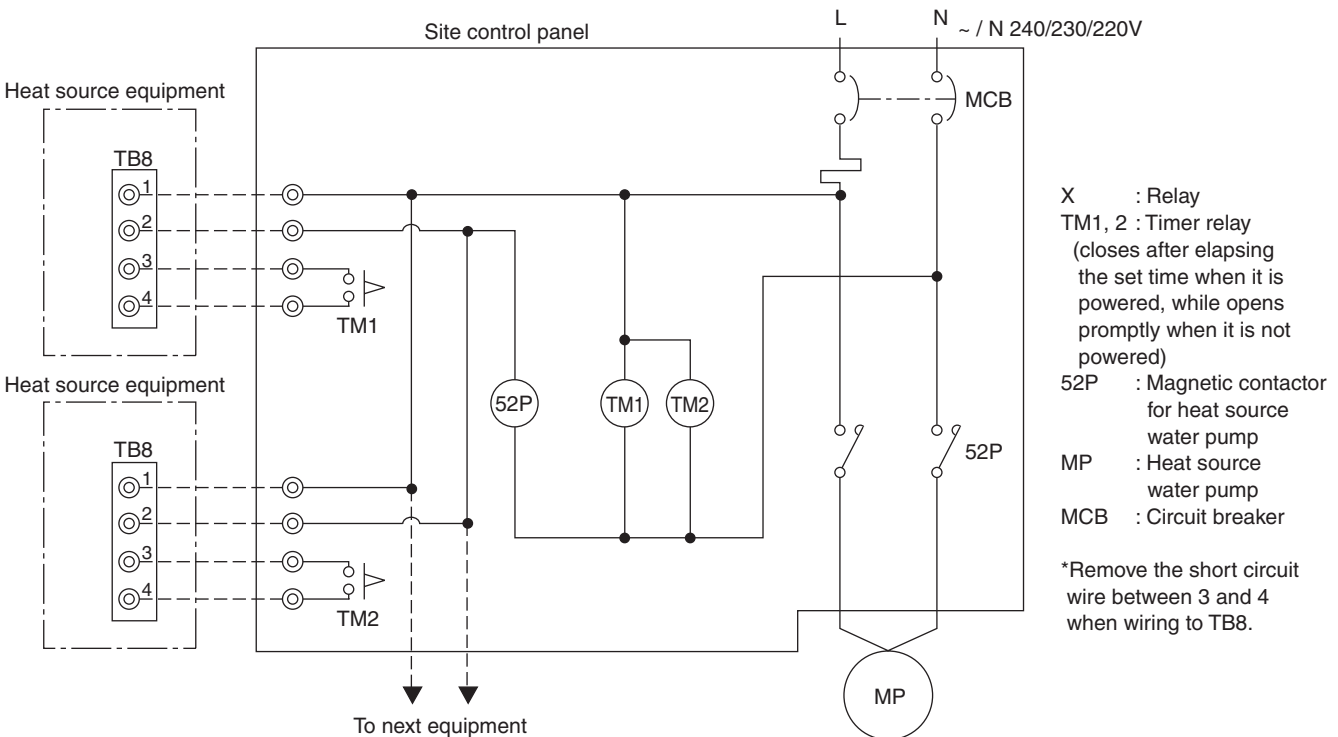 Site control panel
L
N
~ / N 240/230/220V
MCB
Heat source equipment
TB8
1
2
3
4
TM1
Heat source equipment
TB8
1
2
3
4
TM2
52P
TM1
TM2
52P
MP
To next equipment
X : Relay
TM1, 2 : Timer relay
(closes after elapsing
the set time when it is
powered, while opens
promptly when it is not
powered)
52P : Magnetic contactor
for heat source
water pump
MP : Heat source
water pump
MCB : Circuit breaker
*Remove the short circuit
wire between 3 and 4
when wiring to TB8.